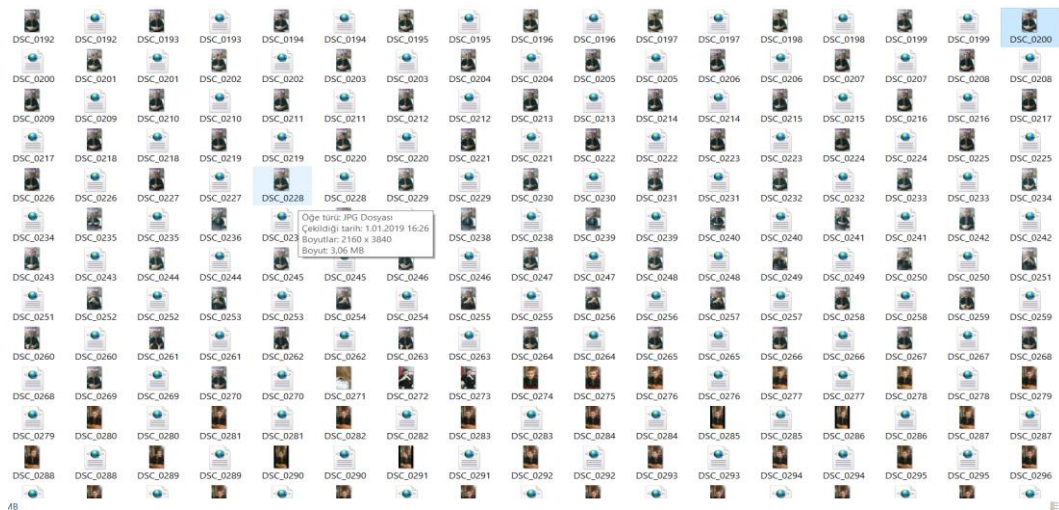 DSC_0192 DSC_0192 DSC_0193 DSC_0193 DSC_0194 DSC_0194 DSC_0195 DSC_0195 DSC_0196 DSC_0196 DSC_0197 DSC_0197 DSC_0198 DSC_0198 DSC_0199 DSC_0199 DSC_0200
DSC_0200 DSC_0201 DSC_0201 DSC_0202 DSC_0202 DSC_0203 DSC_0203 DSC_0204 DSC_0204 DSC_0205 DSC_0205 DSC_0206 DSC_0206 DSC_0207 DSC_0207 DSC_0208 DSC_0208
DSC_0209 DSC_0209 DSC_0210 DSC_0210 DSC_0211 DSC_0211 DSC_0212 DSC_0212 DSC_0213 DSC_0213 DSC_0214 DSC_0214 DSC_0215 DSC_0215 DSC_0216 DSC_0216 DSC_0217
DSC_0217 DSC_0218 DSC_0218 DSC_0219 DSC_0219 DSC_0220 DSC_0220 DSC_0221 DSC_0221 DSC_0222 DSC_0222 DSC_0223 DSC_0223 DSC_0224 DSC_0224 DSC_0225 DSC_0225
DSC_0226 DSC_0226 DSC_0227 DSC_0227 DSC_0228 DSC_0228 DSC_0229 DSC_0229 DSC_0230 DSC_0230 DSC_0231 DSC_0231 DSC_0232 DSC_0232 DSC_0233 DSC_0233 DSC_0234
Öğe türü: JPG Dosyası
Çekildiği tarih: 1.01.2019 16:26
Boyutlar: 2160 x 3840
Boyut: 3,06 MB
DSC_0234 DSC_0235 DSC_0235 DSC_0236 DSC_023 DSC_0238 DSC_0238 DSC_0239 DSC_0239 DSC_0240 DSC_0240 DSC_0241 DSC_0241 DSC_0242 DSC_0242
DSC_0243 DSC_0243 DSC_0244 DSC_0244 DSC_0245 DSC_0245 DSC_0246 DSC_0246 DSC_0247 DSC_0247 DSC_0248 DSC_0248 DSC_0249 DSC_0249 DSC_0250 DSC_0250 DSC_0251
DSC_0251 DSC_0252 DSC_0252 DSC_0253 DSC_0253 DSC_0254 DSC_0254 DSC_0255 DSC_0255 DSC_0256 DSC_0256 DSC_0257 DSC_0257 DSC_0258 DSC_0258 DSC_0259 DSC_0259
DSC_0260 DSC_0260 DSC_0261 DSC_0261 DSC_0262 DSC_0262 DSC_0263 DSC_0263 DSC_0264 DSC_0264 DSC_0265 DSC_0265 DSC_0266 DSC_0266 DSC_0267 DSC_0267 DSC_0268
DSC_0268 DSC_0269 DSC_0269 DSC_0270 DSC_0270 DSC_0271 DSC_0272 DSC_0273 DSC_0274 DSC_0275 DSC_0276 DSC_0276 DSC_0277 DSC_0277 DSC_0278 DSC_0278 DSC_0279
DSC_0279 DSC_0280 DSC_0280 DSC_0281 DSC_0281 DSC_0282 DSC_0282 DSC_0283 DSC_0283 DSC_0284 DSC_0284 DSC_0285 DSC_0285 DSC_0286 DSC_0286 DSC_0287 DSC_0287
DSC_0288 DSC_0288 DSC_0289 DSC_0289 DSC_0290 DSC_0290 DSC_0291 DSC_0291 DSC_0292 DSC_0292 DSC_0293 DSC_0293 DSC_0294 DSC_0294 DSC_0295 DSC_0295 DSC_0296
MB